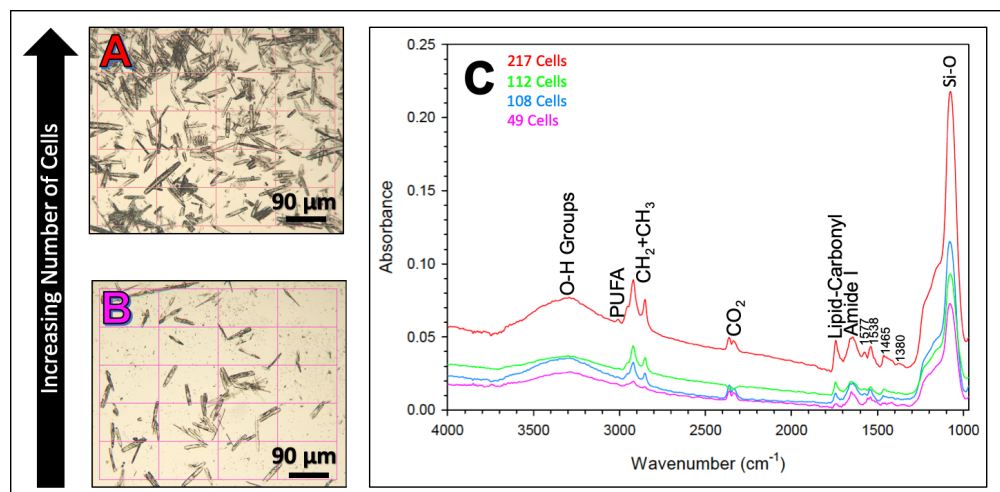 Increasing Number of Cells
A
90 µm
B
90 µm
C
217 Cells
112 Cells
108 Cells
49 Cells
Absorbance
0.25
0.20
0.15
0.10
0.05
0.00
O-H Groups
PUFA
CH2+CH3
CO2
Lipid-Carbonyl
Amide I
1577
1538
1465
1380
Si-O
4000 3500 3000 2500 2000 1500 1000
Wavenumber (cm-1)